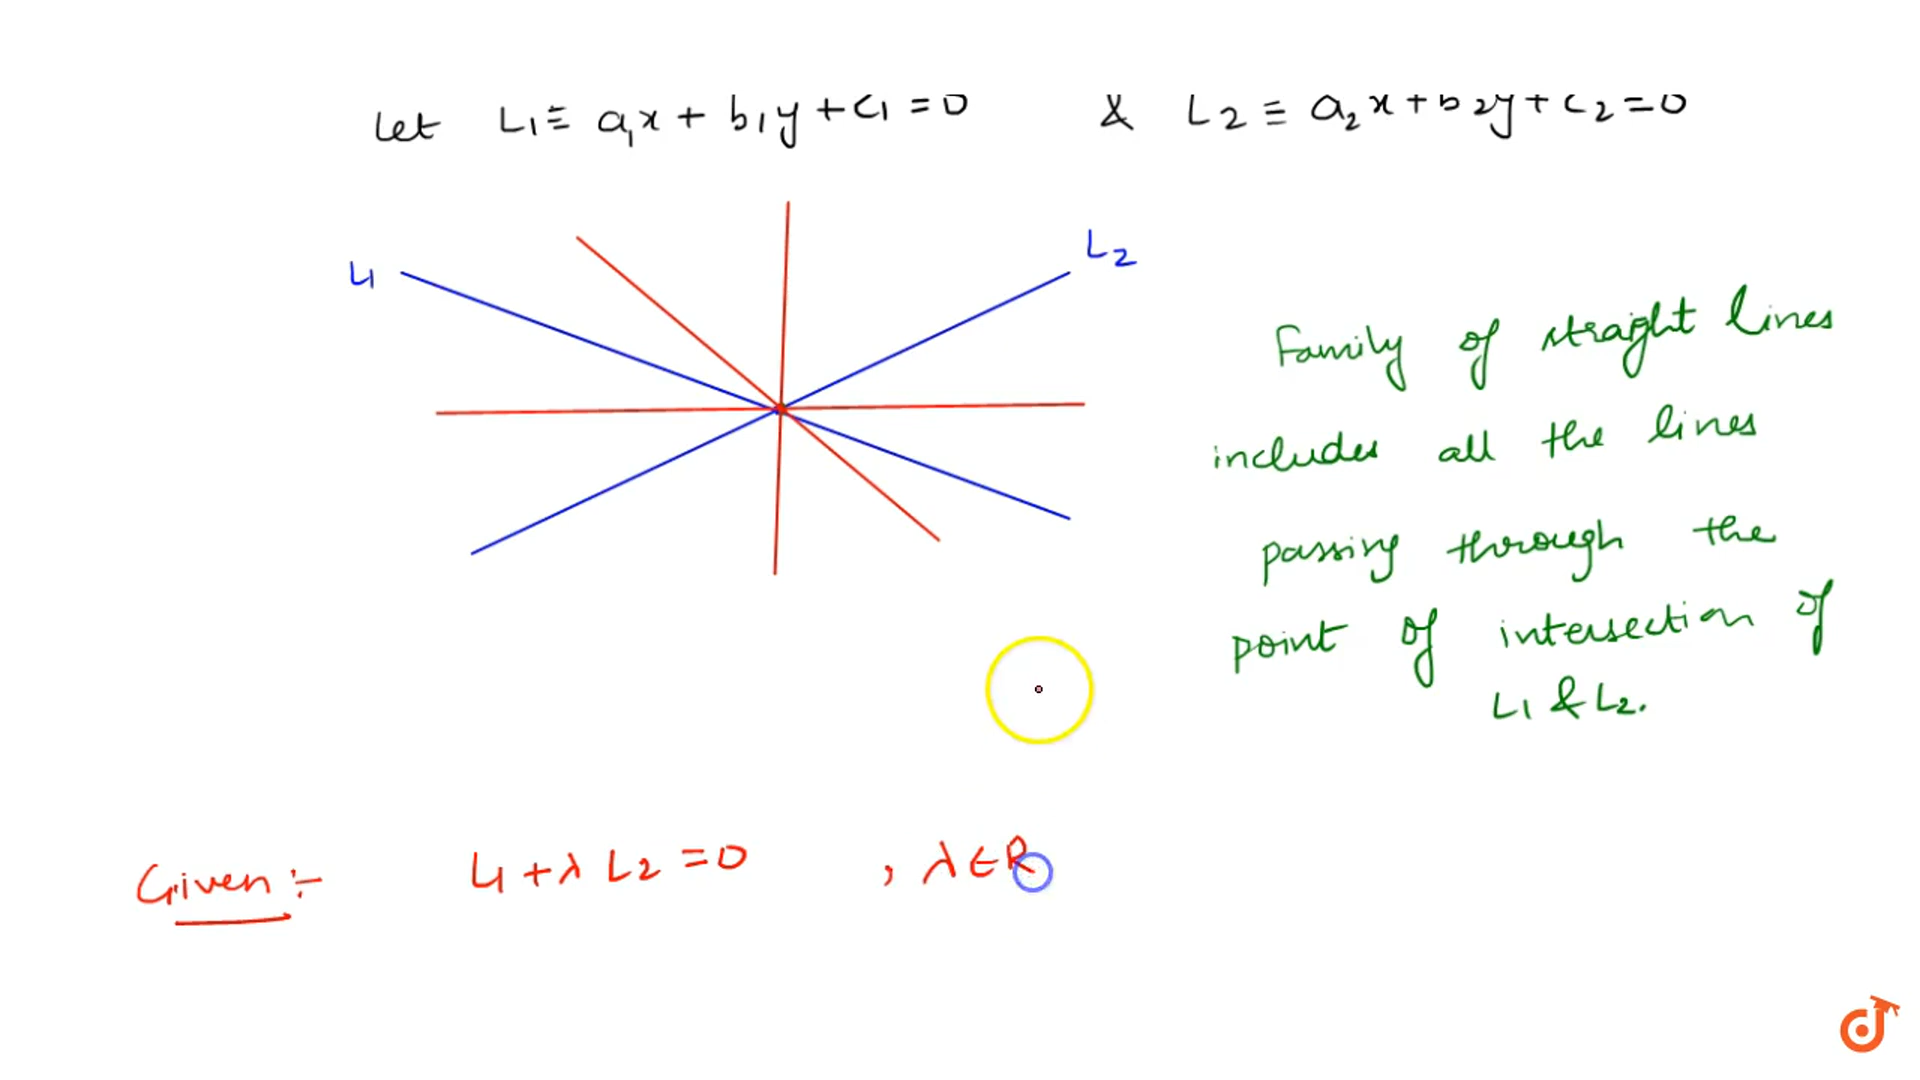 Let L₁ ≡ a₁x + b₁y + c₁ = 0 & L₂ ≡ a₂x + b₂y + c₂ = 0
L₁
L₂
Family of straight lines
includes all the lines
passing through the
point of intersection of
L₁ & L₂.
Given :- L₁ + λ L₂ = 0 , λ ∈ R